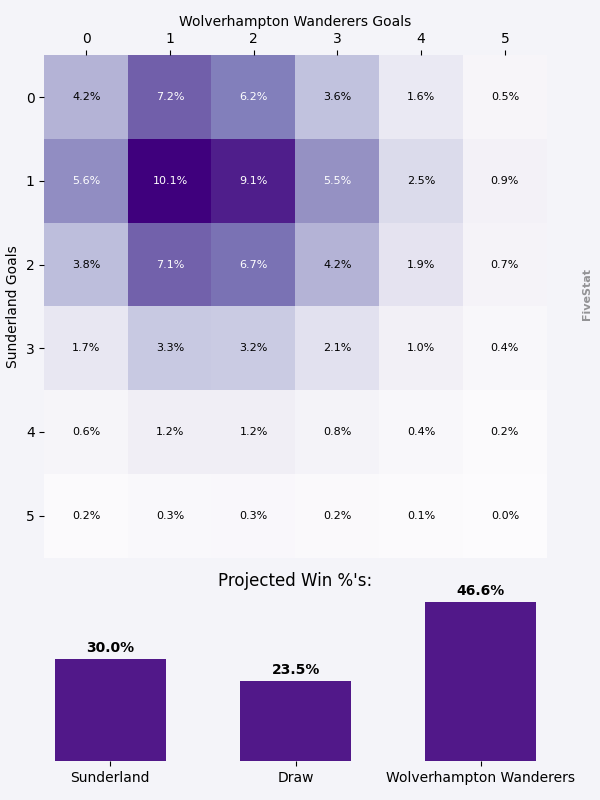 Wolverhampton Wanderers Goals
0 1 2 3 4 5
0 4.2% 7.2% 6.2% 3.6% 1.6% 0.5%
1 5.6% 10.1% 9.1% 5.5% 2.5% 0.9%
2 3.8% 7.1% 6.7% 4.2% 1.9% 0.7%
3 1.7% 3.3% 3.2% 2.1% 1.0% 0.4%
4 0.6% 1.2% 1.2% 0.8% 0.4% 0.2%
5 0.2% 0.3% 0.3% 0.2% 0.1% 0.0%
Sunderland Goals
FiveStat
Projected Win %'s:
30.0% 23.5% 46.6%
Sunderland Draw Wolverhampton Wanderers